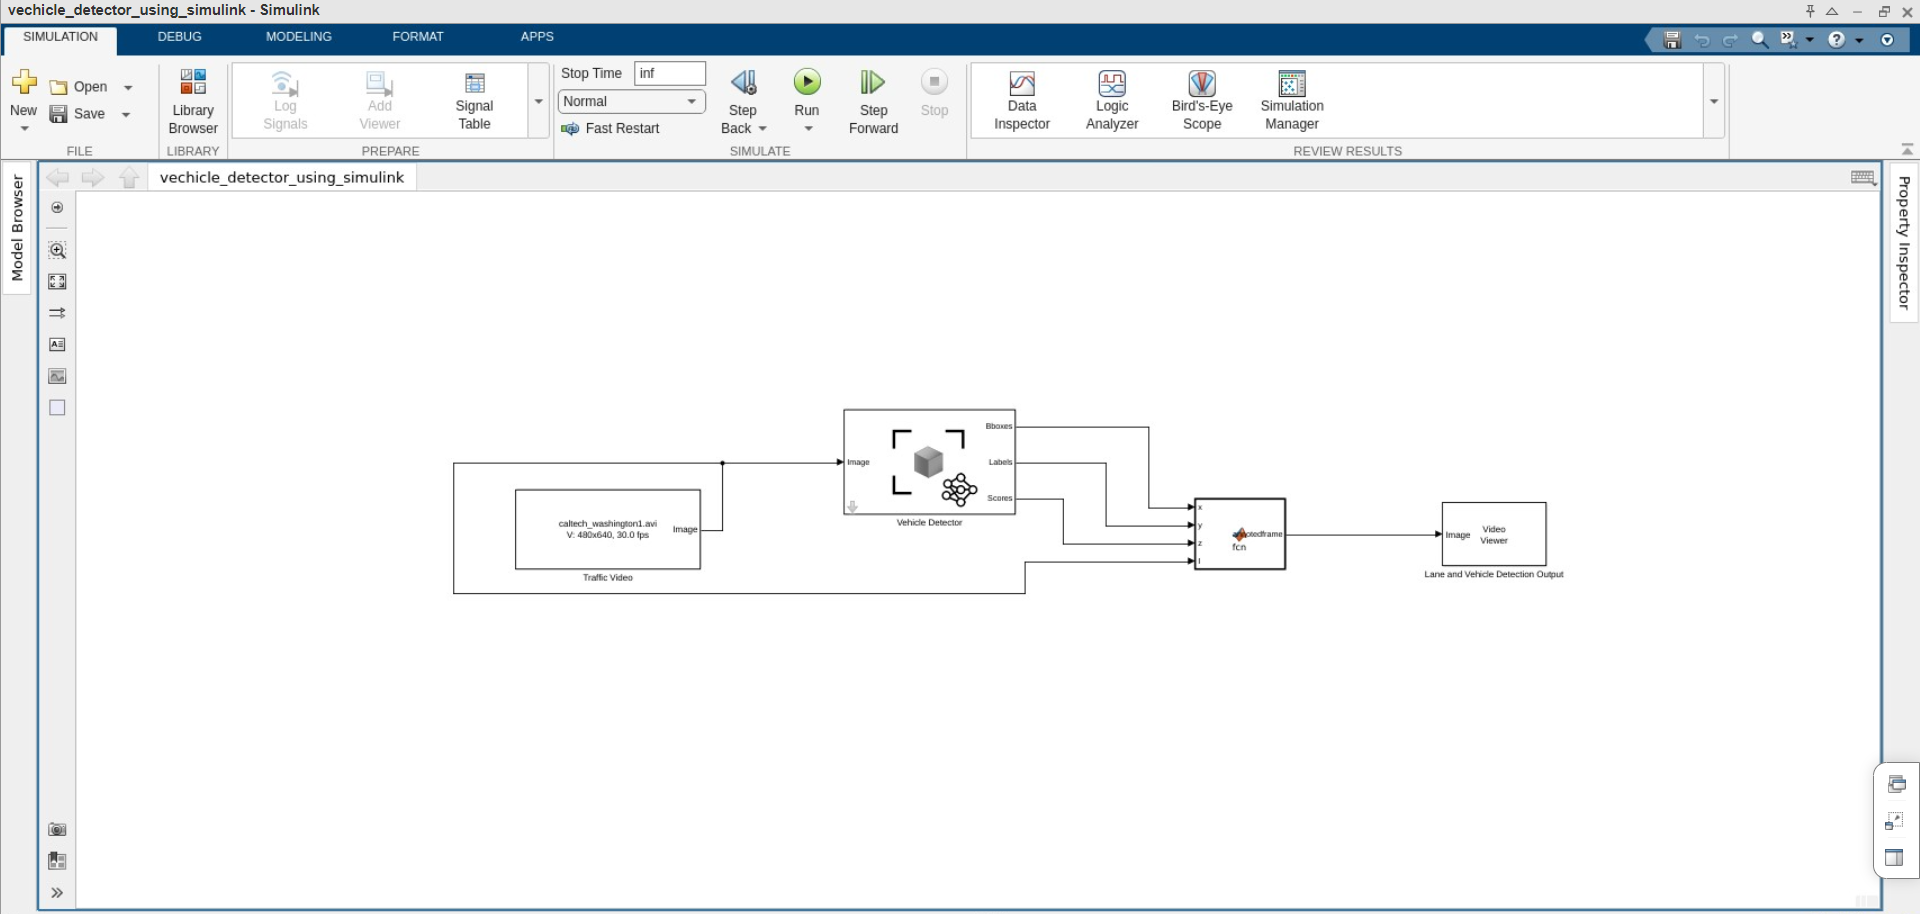 vechicle_detector_using_simulink - Simulink
SIMULATION
DEBUG
MODELING
FORMAT
APPS
New
Open
Save
FILE
Library
Browser
LIBRARY
Log
Signals
Add
Viewer
Signal
Table
PREPARE
Stop Time
inf
Normal
Fast Restart
Step
Back
Run
Step
Forward
Stop
SIMULATE
Data
Inspector
Logic
Analyzer
Bird's-Eye
Scope
Simulation
Manager
REVIEW RESULTS
Model Browser
vechicle_detector_using_simulink
Property Inspector
caltech_washington1.avi
V: 480x640, 30.0 fps
Image
Traffic Video
Image
Bboxes
Labels
Scores
Vehicle Detector
x
y
z
fcn
Image
Video
Viewer
Lane and Vehicle Detection Output